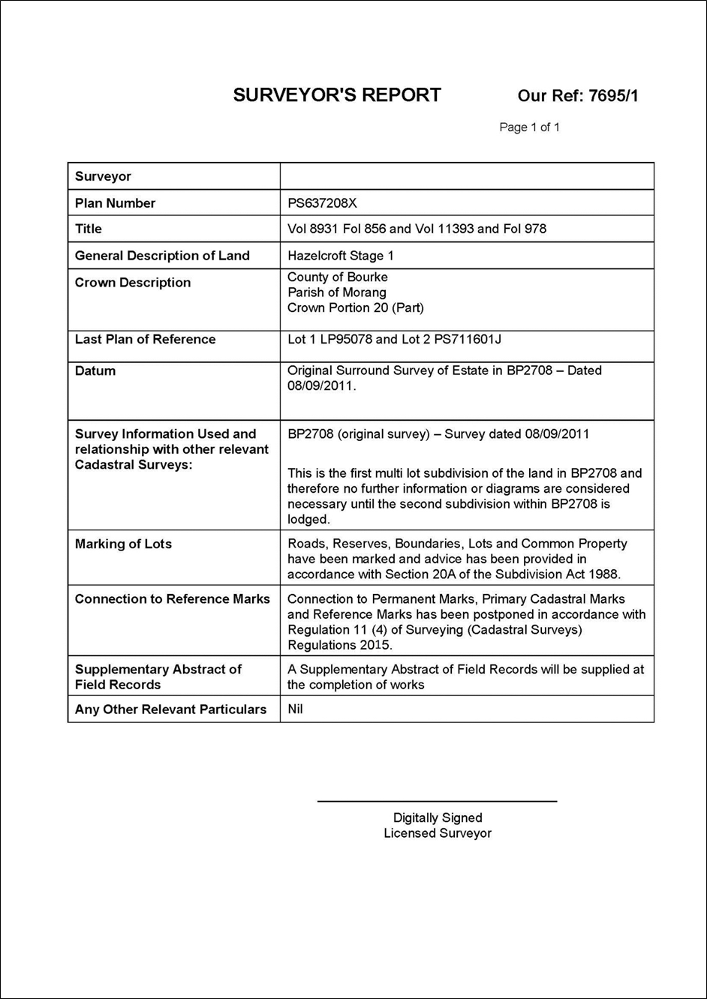 SURVEYOR'S REPORT Our Ref: 7695/1
Page 1 of 1
Surveyor
Plan Number PS637208X
Title Vol 8931 Fol 856 and Vol 11393 and Fol 978
General Description of Land Hazelcroft Stage 1
Crown Description County of Bourke
Parish of Morang
Crown Portion 20 (Part)
Last Plan of Reference Lot 1 LP95078 and Lot 2 PS711601J
Datum Original Surround Survey of Estate in BP2708 – Dated
08/09/2011.
Survey Information Used and
relationship with other relevant
Cadastral Surveys:
BP2708 (original survey) – Survey dated 08/09/2011
This is the first multi lot subdivision of the land in BP2708 and
therefore no further information or diagrams are considered
necessary until the second subdivision within BP2708 is
lodged.
Marking of Lots Roads, Reserves, Boundaries, Lots and Common Property
have been marked and advice has been provided in
accordance with Section 20A of the Subdivision Act 1988.
Connection to Reference Marks Connection to Permanent Marks, Primary Cadastral Marks
and Reference Marks has been postponed in accordance with
Regulation 11 (4) of Surveying (Cadastral Surveys)
Regulations 2015.
Supplementary Abstract of
Field Records
A Supplementary Abstract of Field Records will be supplied at
the completion of works
Any Other Relevant Particulars Nil
Digitally Signed
Licensed Surveyor